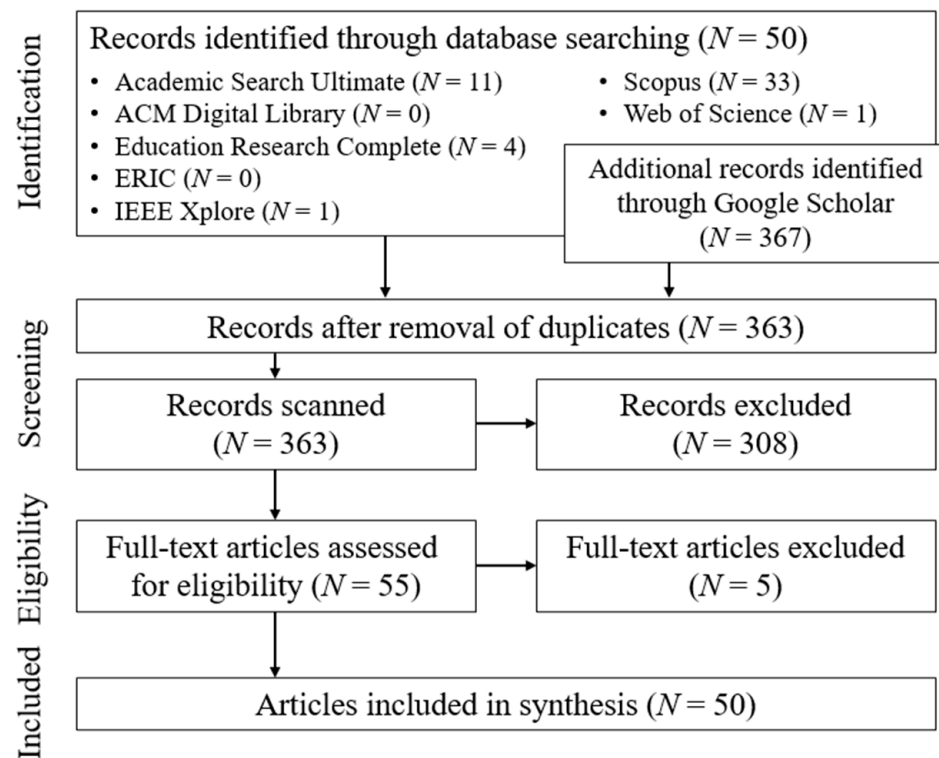 Identification
Records identified through database searching (N = 50)
• Academic Search Ultimate (N = 11)
• ACM Digital Library (N = 0)
• Education Research Complete (N = 4)
• ERIC (N = 0)
• IEEE Xplore (N = 1)
• Scopus (N = 33)
• Web of Science (N = 1)
Additional records identified
through Google Scholar
(N = 367)
Screening
Records after removal of duplicates (N = 363)
Records scanned
(N = 363)
Records excluded
(N = 308)
Eligibility
Full-text articles assessed
for eligibility (N = 55)
Full-text articles excluded
(N = 5)
Included
Articles included in synthesis (N = 50)